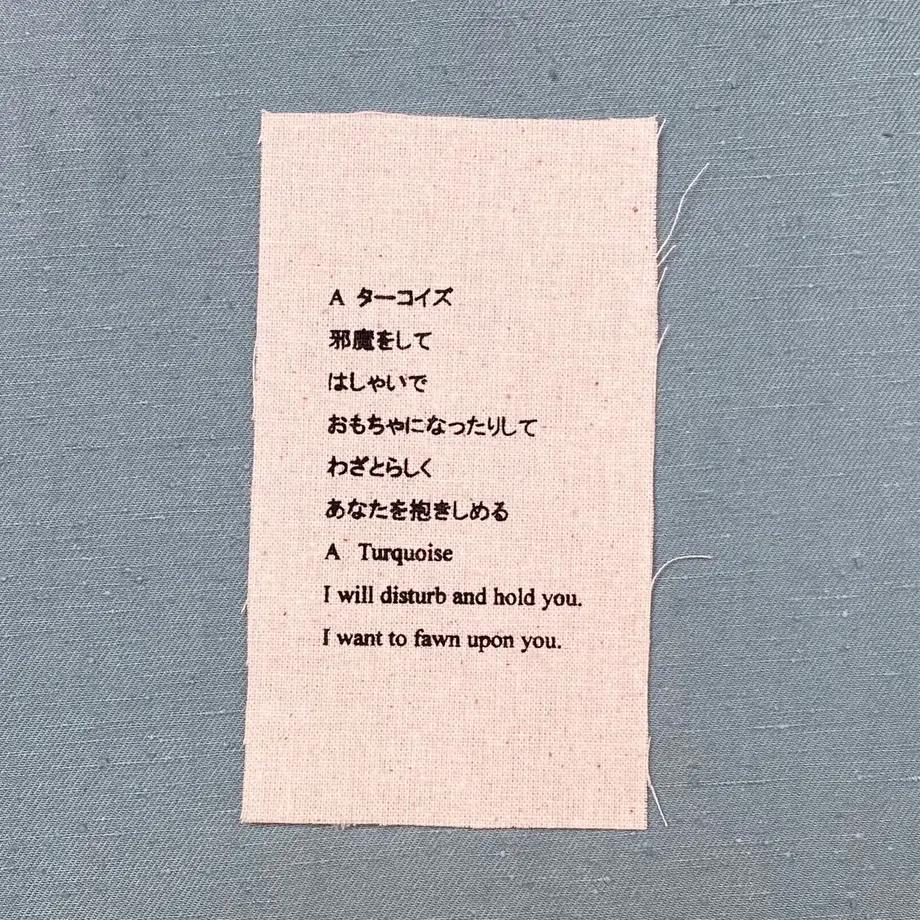 A ターコイズ
邪魔をして
はしゃいで
おもちゃになったりして
わざとらしく
あなたを抱きしめる
A Turquoise
I will disturb and hold you.
I want to fawn upon you.